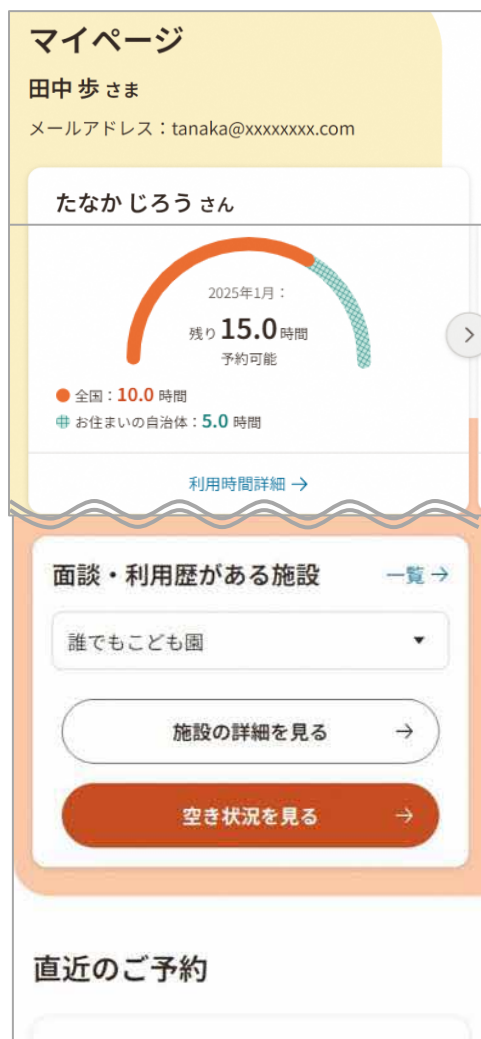 マイページ
田中 歩 さま
メールアドレス：tanaka@xxxxxxxx.com
たなか じろう さん
2025年1月：
残り 15.0 時間
予約可能
全国：10.0 時間
お住まいの自治体：5.0 時間
利用時間詳細 →
面談・利用歴がある施設 一覧 →
誰でもこども園
施設の詳細を見る →
空き状況を見る →
直近のご予約